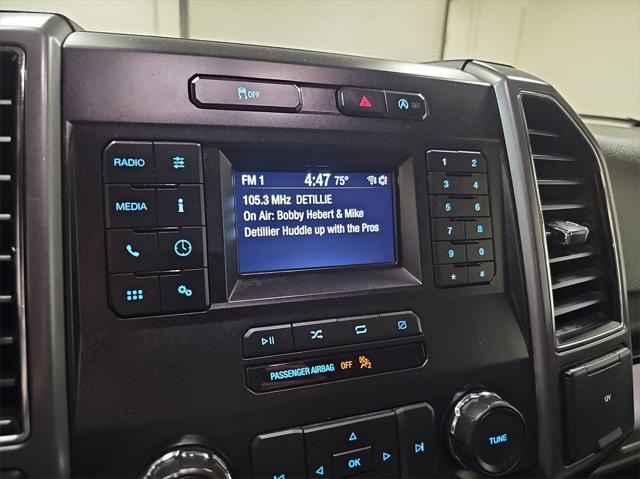 OFF
OFF
RADIO
MEDIA
i
FM 1 4:47 75°
105.3 MHz DETILLIE
On Air: Bobby Hebert & Mike
Detillier Huddle up with the Pros
1 2
3 4
5 6
7 8
9 0
* #
PASSENGER AIRBAG OFF 2
OK
TUNE
12V